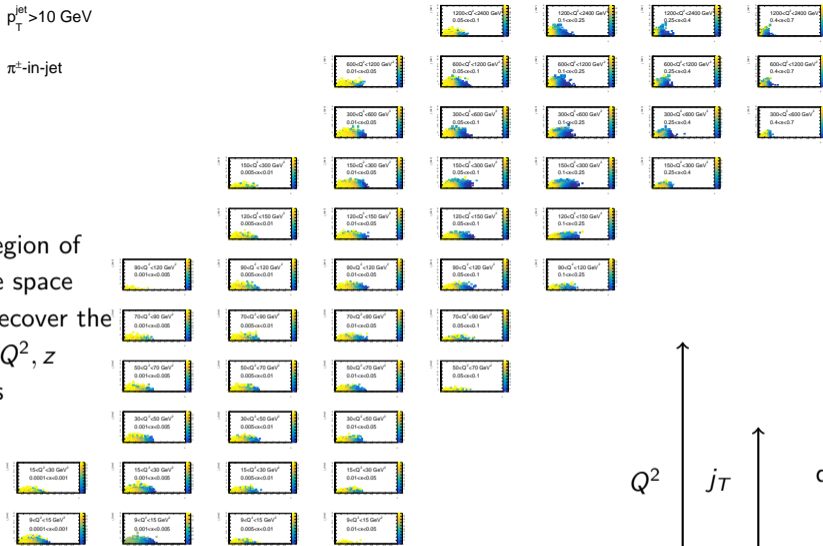 p_T^jet>10 GeV
π±-in-jet
1200<Q²<2400 GeV²
0.05<x<0.1
1200<Q²<2400 GeV²
0.1<x<0.25
1200<Q²<2400 GeV²
0.25<x<0.4
1200<Q²<2400 GeV
0.4<x<0.7
600<Q²<1200 GeV²
0.01<x<0.05
600<Q²<1200 GeV²
0.05<x<0.1
600<Q²<1200 GeV²
0.1<x<0.25
600<Q²<1200 GeV²
0.25<x<0.4
600<Q²<1200 GeV²
0.4<x<0.7
300<Q²<600 GeV²
0.01<x<0.05
300<Q²<600 GeV²
0.05<x<0.1
300<Q²<600 GeV²
0.1<x<0.25
300<Q²<600 GeV²
0.25<x<0.4
300<Q²<600 GeV²
0.4<x<0.7
150<Q²<300 GeV²
0.005<x<0.01
150<Q²<300 GeV²
0.01<x<0.05
150<Q²<300 GeV²
0.05<x<0.1
150<Q²<300 GeV²
0.1<x<0.25
150<Q²<300 GeV²
0.25<x<0.4
120<Q²<150 GeV²
0.005<x<0.01
120<Q²<150 GeV²
0.01<x<0.05
120<Q²<150 GeV²
0.05<x<0.1
120<Q²<150 GeV²
0.1<x<0.25
egion of
e space
ecover the
Q², z
s
90<Q²<120 GeV²
0.001<x<0.005
90<Q²<120 GeV²
0.005<x<0.01
90<Q²<120 GeV²
0.01<x<0.05
90<Q²<120 GeV²
0.05<x<0.1
90<Q²<120 GeV²
0.1<x<0.25
70<Q²<90 GeV²
0.001<x<0.005
70<Q²<90 GeV²
0.005<x<0.01
70<Q²<90 GeV²
0.01<x<0.05
70<Q²<90 GeV²
0.05<x<0.1
50<Q²<70 GeV²
0.001<x<0.005
50<Q²<70 GeV²
0.005<x<0.01
50<Q²<70 GeV²
0.01<x<0.05
50<Q²<70 GeV²
0.05<x<0.1
30<Q²<50 GeV²
0.001<x<0.005
30<Q²<50 GeV²
0.005<x<0.01
30<Q²<50 GeV²
0.01<x<0.05
15<Q²<30 GeV²
0.0001<x<0.001
15<Q²<30 GeV²
0.001<x<0.005
15<Q²<30 GeV²
0.005<x<0.01
15<Q²<30 GeV²
0.01<x<0.05
9<Q²<15 GeV²
0.0001<x<0.001
9<Q²<15 GeV²
0.001<x<0.005
9<Q²<15 GeV²
0.005<x<0.01
9<Q²<15 GeV²
0.01<x<0.05
Q²
j_T